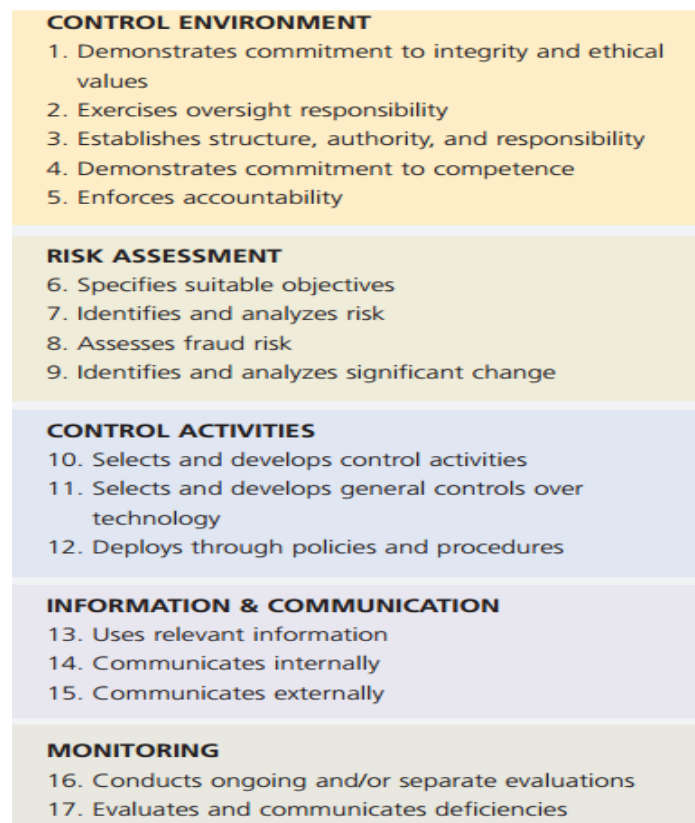 CONTROL ENVIRONMENT
1. Demonstrates commitment to integrity and ethical
values
2. Exercises oversight responsibility
3. Establishes structure, authority, and responsibility
4. Demonstrates commitment to competence
5. Enforces accountability
RISK ASSESSMENT
6. Specifies suitable objectives
7. Identifies and analyzes risk
8. Assesses fraud risk
9. Identifies and analyzes significant change
CONTROL ACTIVITIES
10. Selects and develops control activities
11. Selects and develops general controls over
technology
12. Deploys through policies and procedures
INFORMATION & COMMUNICATION
13. Uses relevant information
14. Communicates internally
15. Communicates externally
MONITORING
16. Conducts ongoing and/or separate evaluations
17. Evaluates and communicates deficiencies